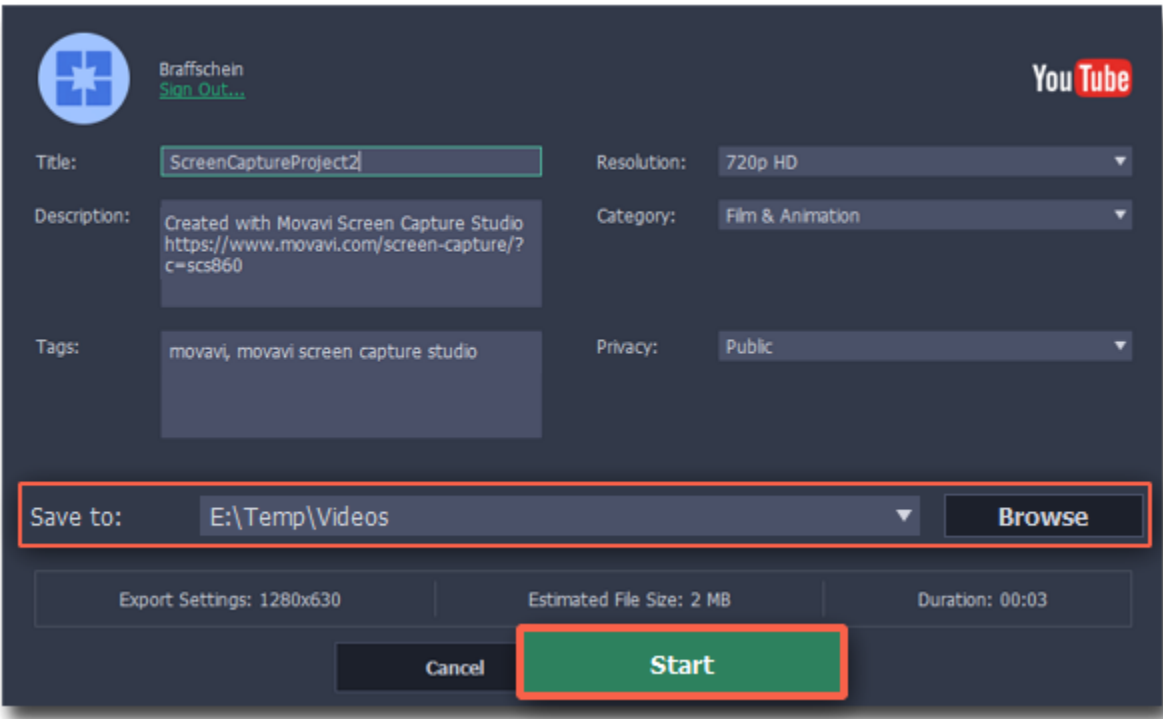 Braffschein
Sign Out...
YouTube
Title:
ScreenCaptureProject2
Resolution:
720p HD
Description:
Created with Movavi Screen Capture Studio
https://www.movavi.com/screen-capture/?
c=scs860
Category:
Film & Animation
Tags:
movavi, movavi screen capture studio
Privacy:
Public
Save to:
E:\Temp\Videos
Browse
Export Settings: 1280x630
Estimated File Size: 2 MB
Duration: 00:03
Cancel
Start